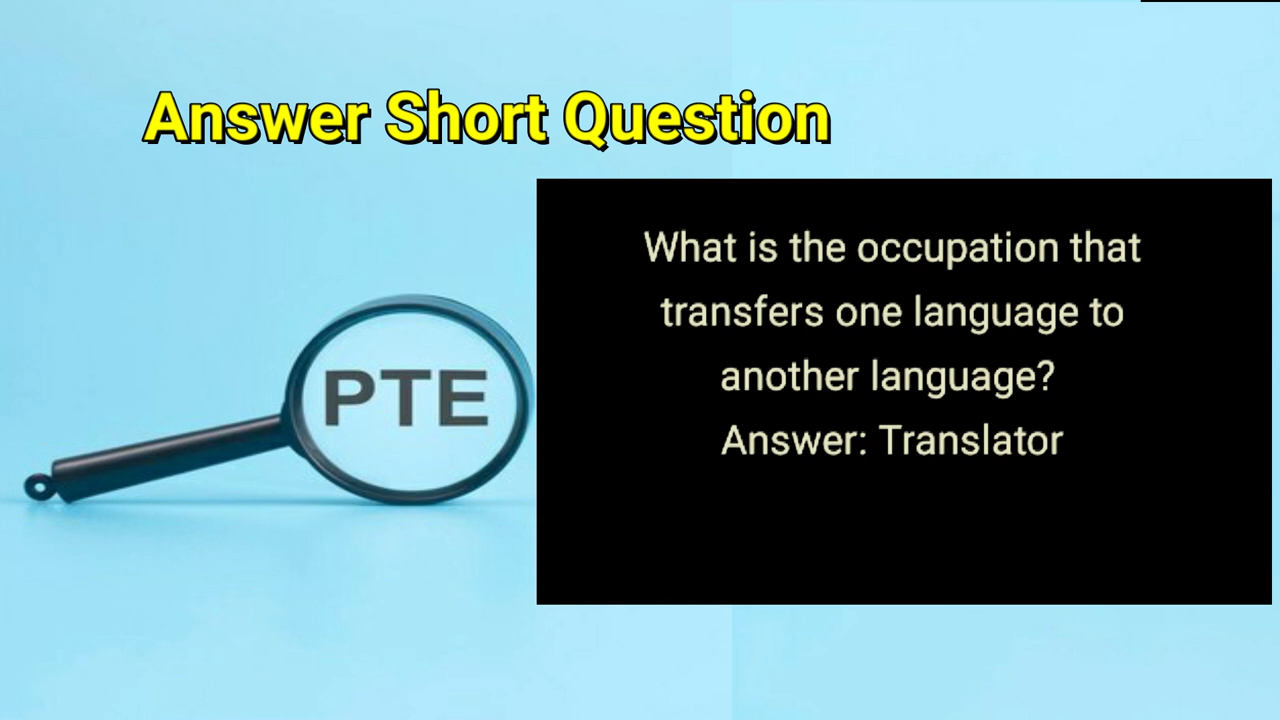 Answer Short Question
PTE
What is the occupation that
transfers one language to
another language?
Answer: Translator